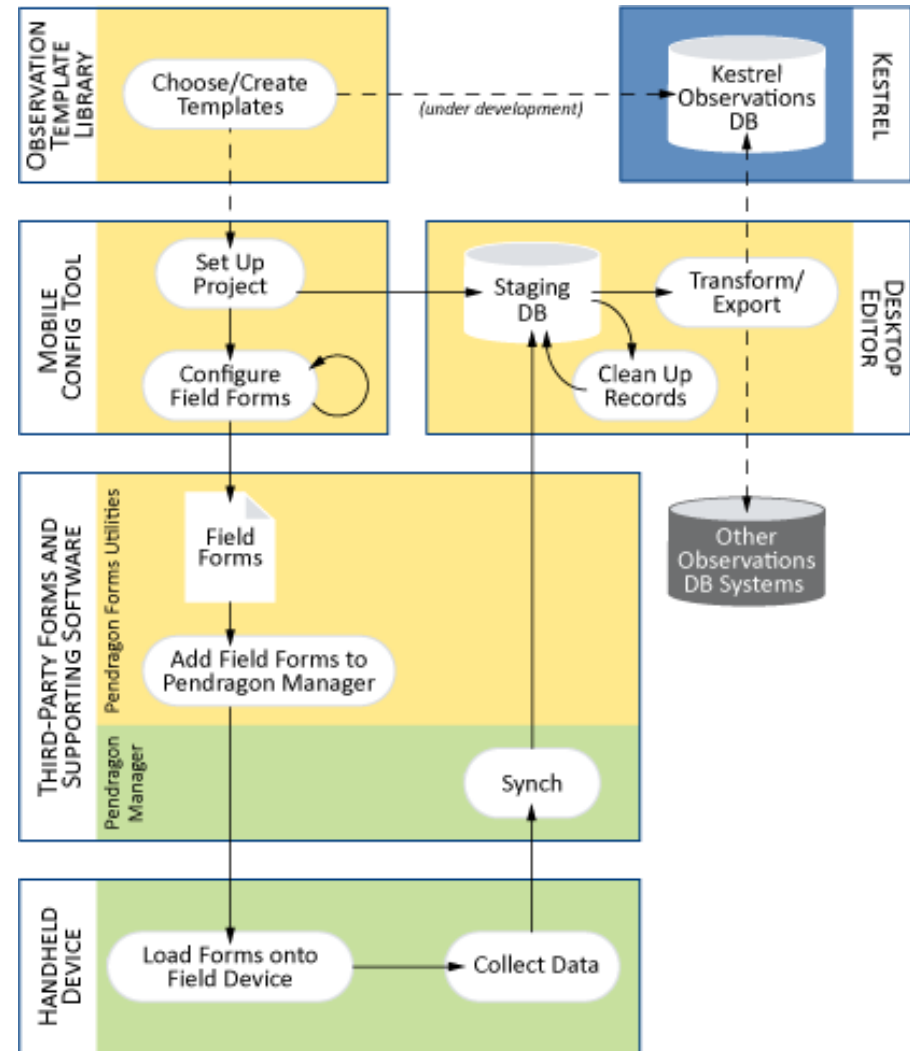 OBSERVATION
TEMPLATE
LIBRARY
Choose/Create
Templates
(under development)
Kestrel
Observations
DB
KESTREL
MOBILE
CONFIG TOOL
Set Up
Project
Configure
Field Forms
Staging
DB
Transform/
Export
Clean Up
Records
DESKTOP
EDITOR
THIRD-PARTY FORMS AND
SUPPORTING SOFTWARE
Pendragon Forms Utilities
Field
Forms
Add Field Forms to
Pendragon Manager
Other
Observations
DB Systems
Pendragon
Manager
Synch
HANDHELD
DEVICE
Load Forms onto
Field Device
Collect Data